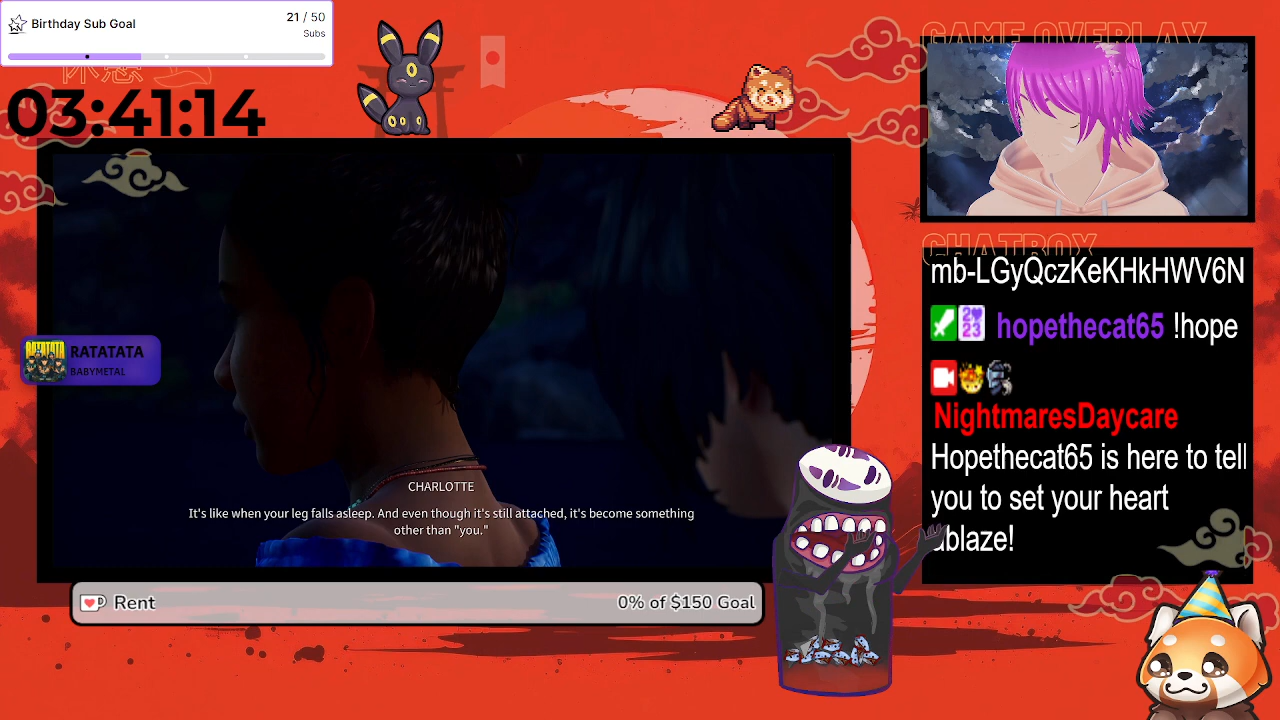 Birthday Sub Goal
21 / 50
Subs
03:41:14
GAME OVERLAY
RATATATA
BABYMETAL
CHARLOTTE
It's like when your leg falls asleep. And even though it's still attached, it's become something
other than "you."
Rent
0% of $150 Goal
CHATBOX
mb-LGyQczKeKHkHWV6N
hopethecat65 !hope
NightmaresDaycare
Hopethecat65 is here to tell
you to set your heart
ablaze!